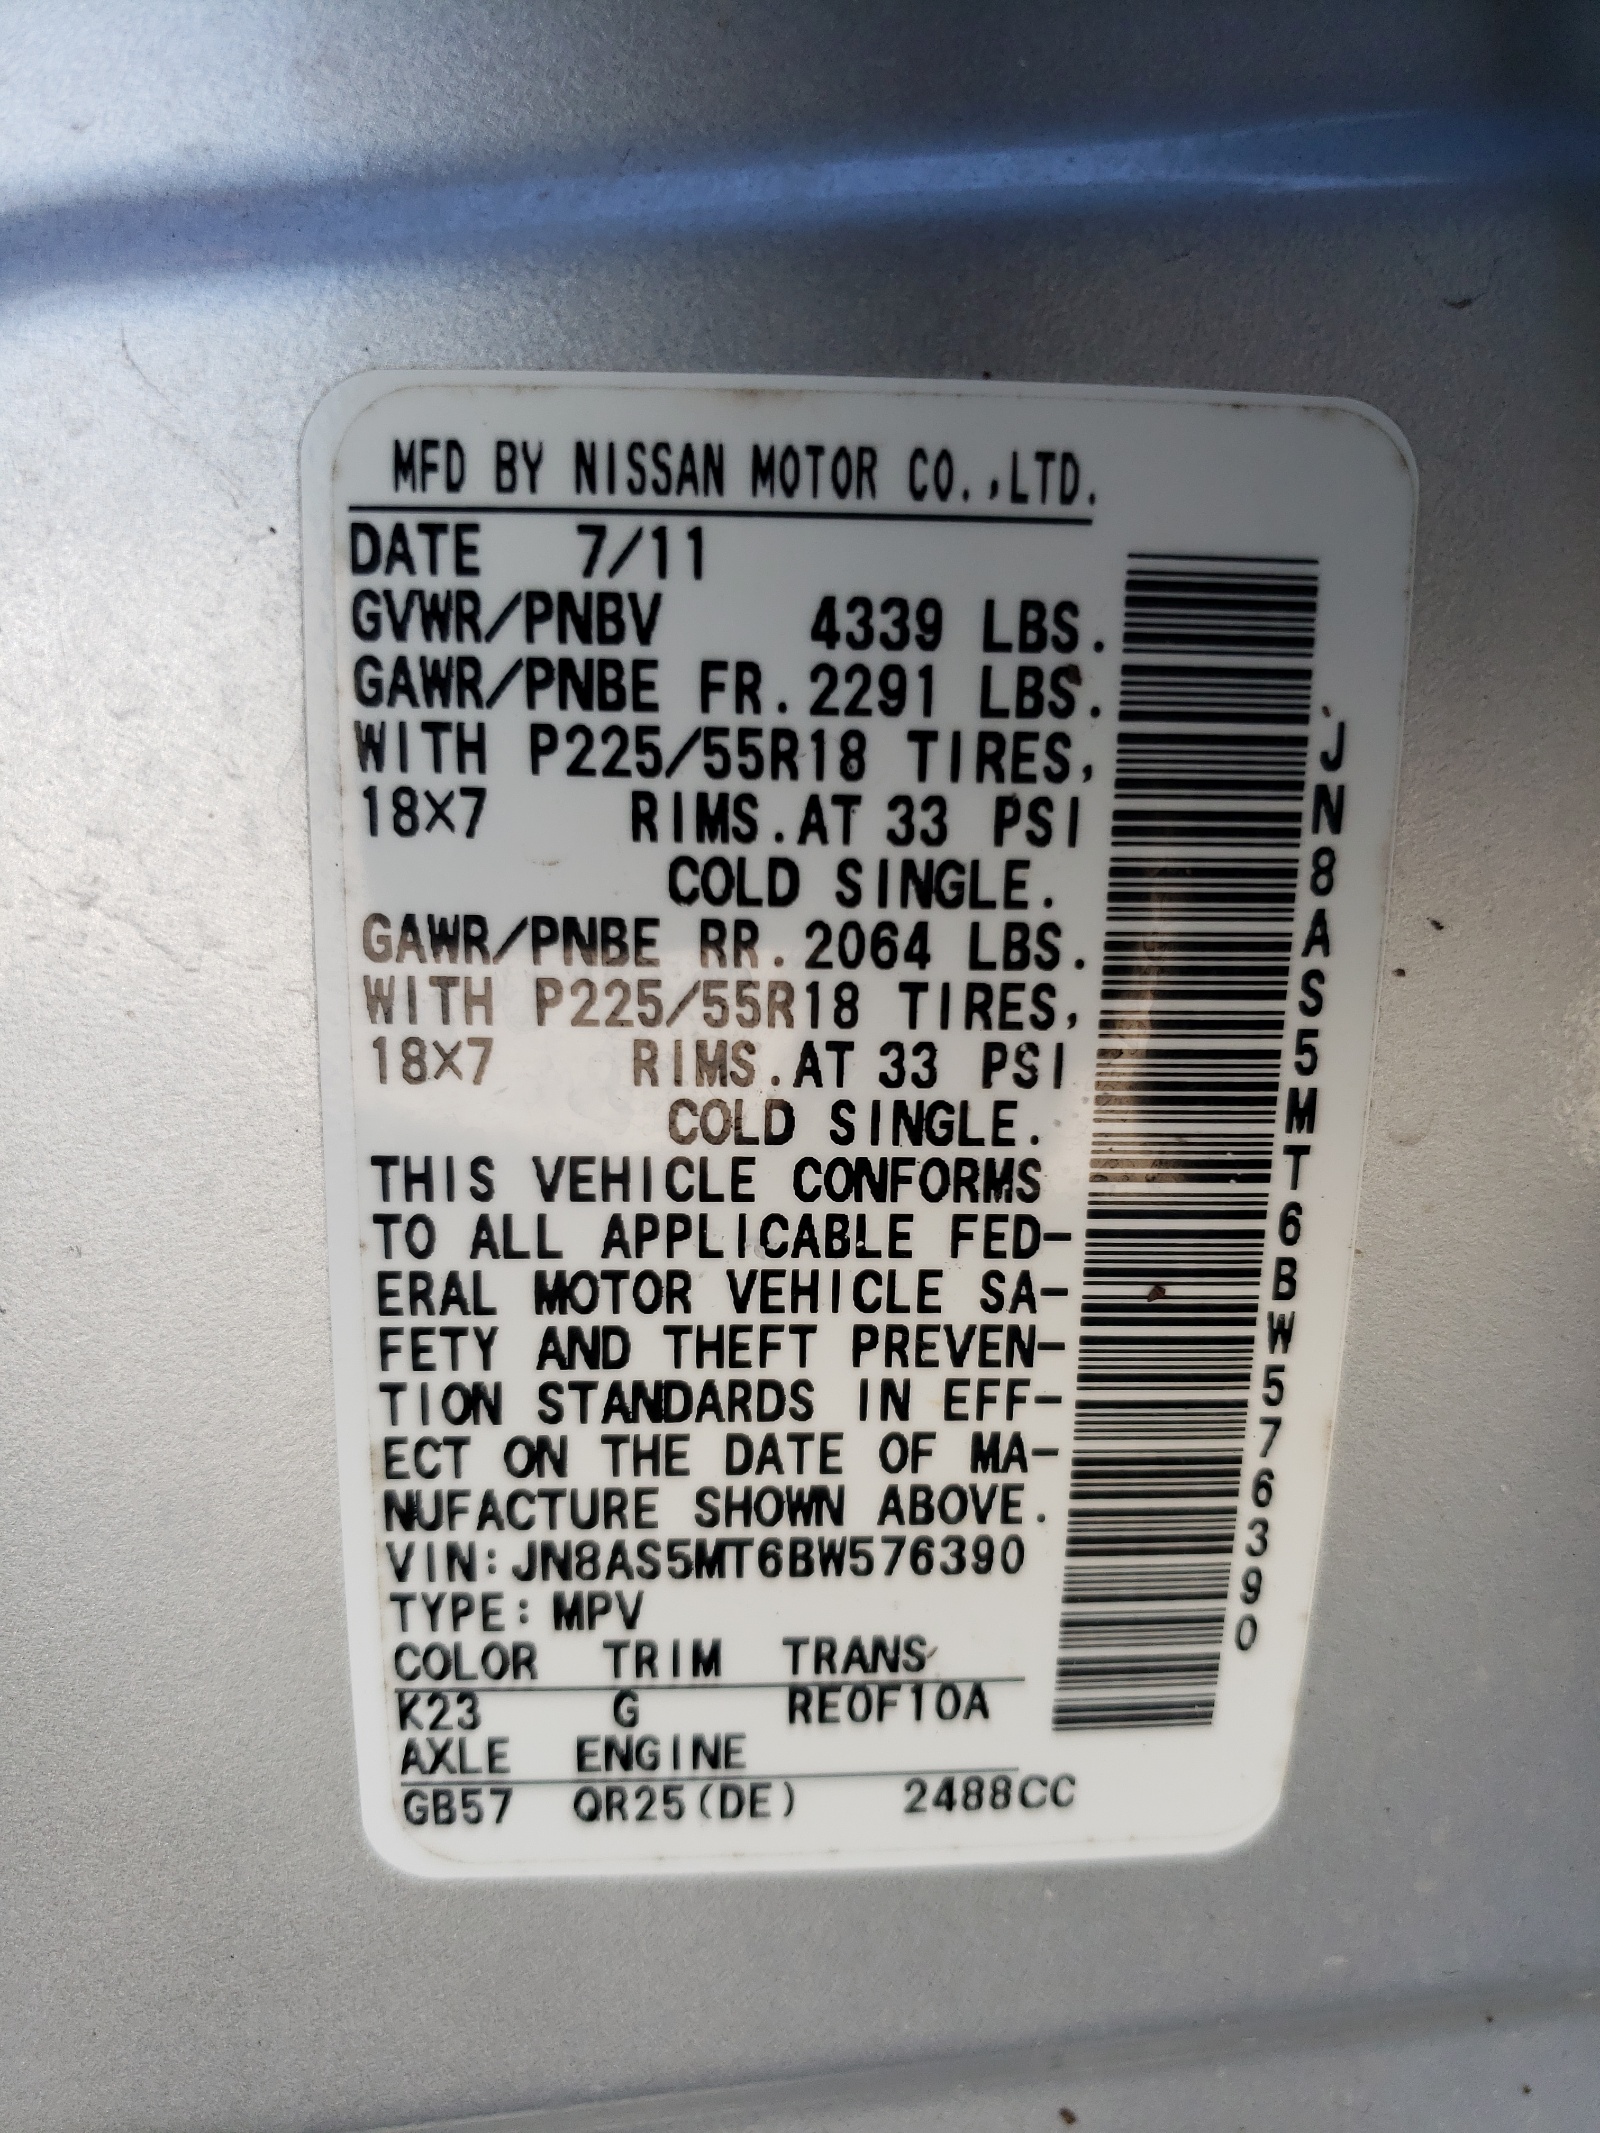 MFD BY NISSAN MOTOR CO.,LTD.
DATE 7/11
GVWR/PNBV 4339 LBS.
GAWR/PNBE FR.2291 LBS.
WITH P225/55R18 TIRES,
18×7 RIMS.AT 33 PSI
COLD SINGLE.
GAWR/PNBE RR.2064 LBS.
WITH P225/55R18 TIRES,
18×7 RIMS.AT 33 PSI
COLD SINGLE.
THIS VEHICLE CONFORMS
TO ALL APPLICABLE FED-
ERAL MOTOR VEHICLE SA-
FETY AND THEFT PREVEN-
TION STANDARDS IN EFF-
ECT ON THE DATE OF MA-
NUFACTURE SHOWN ABOVE.
VIN:JN8AS5MT6BW576390
TYPE:MPV
COLOR TRIM TRANS
K23 G RE0F10A
AXLE ENGINE
GB57 QR25(DE) 2488CC
JN8AS5MT6BW576390